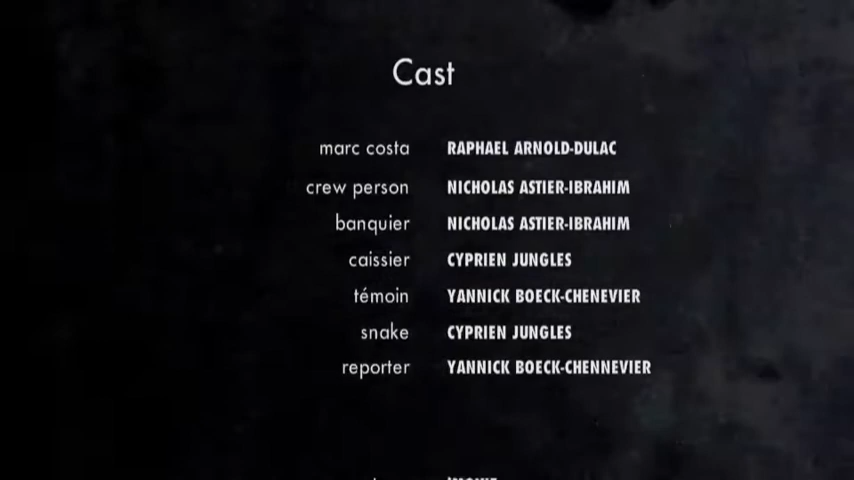 Cast
marc costa RAPHAEL ARNOLD-DULAC
crew person NICHOLAS ASTIER-IBRAHIM
banquier NICHOLAS ASTIER-IBRAHIM
caissier CYPRIEN JUNGLES
témoin YANNICK BOECK-CHENEVIER
snake CYPRIEN JUNGLES
reporter YANNICK BOECK-CHENNEVIER